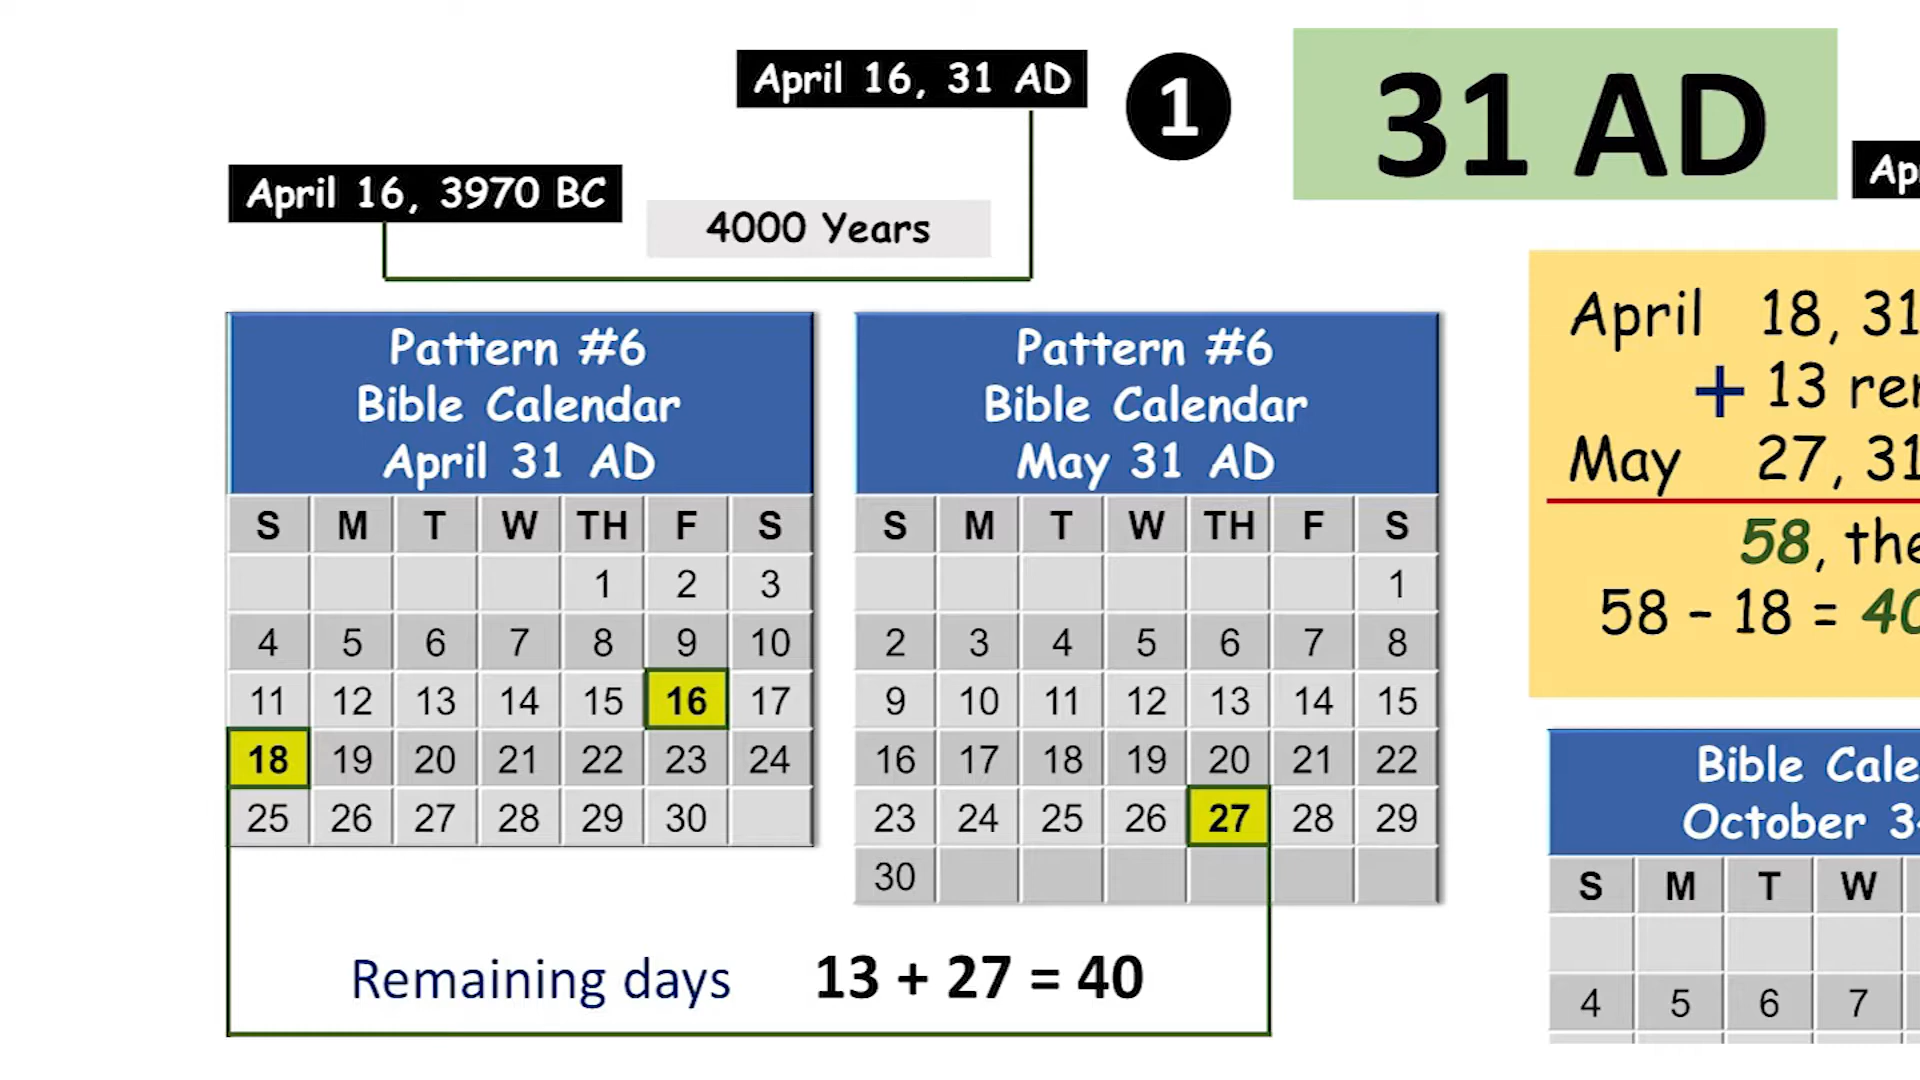 April 16, 31 AD
1
31 AD
April 16, 3970 BC
4000 Years
Pattern #6
Bible Calendar
April 31 AD
S M T W TH F S
1 2 3
4 5 6 7 8 9 10
11 12 13 14 15 16 17
18 19 20 21 22 23 24
25 26 27 28 29 30
Pattern #6
Bible Calendar
May 31 AD
S M T W TH F S
1
2 3 4 5 6 7 8
9 10 11 12 13 14 15
16 17 18 19 20 21 22
23 24 25 26 27 28 29
30
Remaining days 13 + 27 = 40
April 18, 31
+ 13
May 27, 31
58,
58 - 18 = 40
Bible
October
S M T W
4 5 6 7